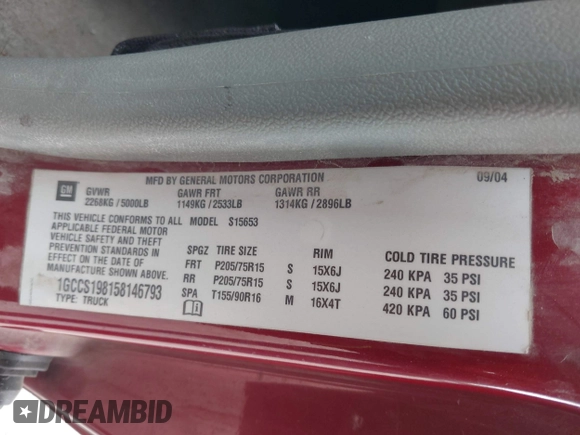 MFD BY GENERAL MOTORS CORPORATION 09/04
GM GVWR GAWR FRT GAWR RR
2268KG / 5000LB 1149KG / 2533LB 1314KG / 2896LB
THIS VEHICLE CONFORMS TO ALL MODEL S15653
APPLICABLE FEDERAL MOTOR
VEHICLE SAFETY AND THEFT
PREVENTION STANDARDS IN
EFFECT ON THE DATE OF
MANUFACTURE SHOWN ABOVE.
1GCCS198158146793
TYPE: TRUCK
SPGZ TIRE SIZE RIM COLD TIRE PRESSURE
FRT P205/75R15 S 15X6J 240 KPA 35 PSI
RR P205/75R15 S 15X6J 240 KPA 35 PSI
SPA T155/90R16 M 16X4T 420 KPA 60 PSI
DREAMBID